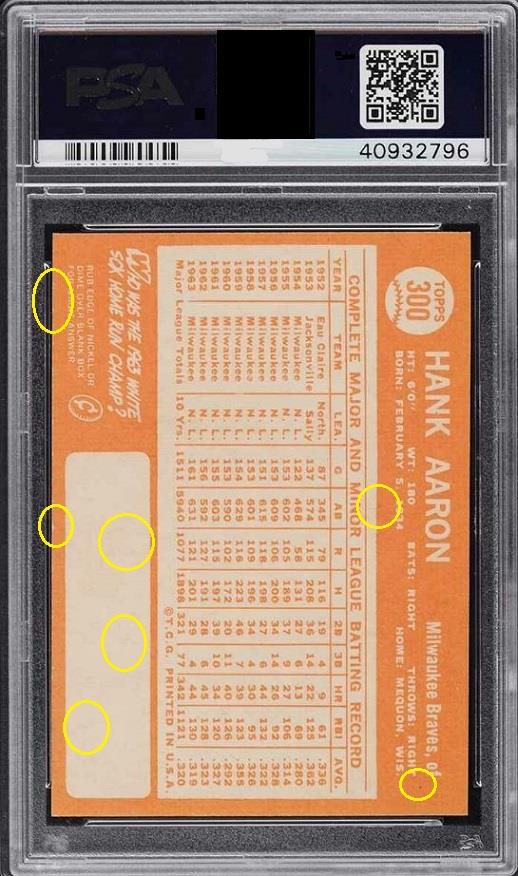 PSA
40932796
TOPPS
300
HANK AARON
Milwaukee Braves, of
HT: 6'0" WT: 180 BATS: RIGHT THROWS: RIGHT
BORN: FEBRUARY 5, 34 HOME: MEQUON, WIS.
COMPLETE MAJOR AND MINOR LEAGUE BATTING RECORD
YEAR TEAM LEA. G AB R H 2B 3B HR RBI AVG.
1952 Eau Claire North. 87 345 79 116 19 4 9 61 .336
1953 Jacksonville Sally 137 574 115 208 36 14 22 125 .362
1954 Milwaukee N. L. 122 468 58 131 27 6 13 69 .280
1955 Milwaukee N. L. 153 602 105 189 37 9 27 106 .314
1956 Milwaukee N. L. 153 609 106 200 34 14 26 92 .328
1957 Milwaukee N. L. 151 615 118 198 27 6 44 132 .322
1958 Milwaukee N. L. 153 601 109 196 34 4 30 95 .326
1959 Milwaukee N. L. 154 629 116 223 46 7 39 123 .355
1960 Milwaukee N. L. 153 590 102 172 20 11 40 126 .292
1961 Milwaukee N. L. 155 603 115 197 39 10 34 120 .327
1962 Milwaukee N. L. 156 592 127 191 28 6 45 128 .323
1963 Milwaukee N. L. 161 631 121 201 29 4 44 130 .319
Major League Totals 10 Yrs. 1511 5940 1077 1898 321 77 342 1121 .320
© T.C.G. PRINTED IN U.S.A.
WHO WAS THE 1963 WHITE
SOX HOME RUN CHAMP?
RUB EDGE OF NICKEL OR
DIME OVER BLANK BOX
FOR ANSWER